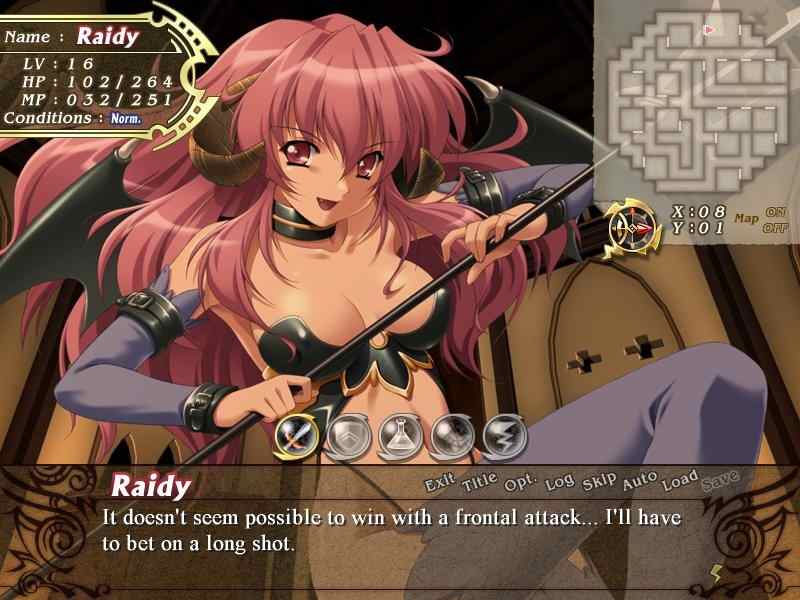 Name : Raidy
LV : 16
HP : 102/264
MP : 032/251
Conditions : Norm.
X:08
Y:01
Map ON
OFF
Raidy
Exit Title Opt. Log Skip Auto Load Save
It doesn't seem possible to win with a frontal attack... I'll have
to bet on a long shot.